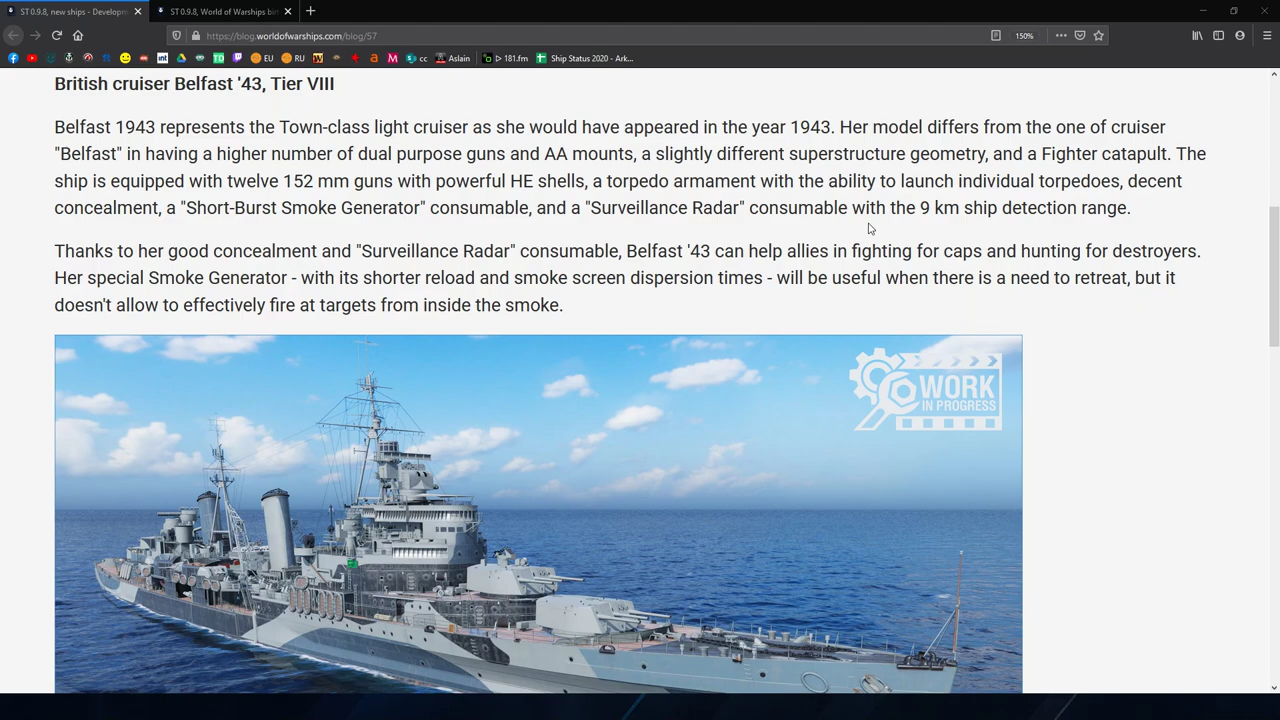 ST 0.9.8, new ships - Developm
ST 0.9.8, World of Warships birt
https://blog.worldofwarships.com/blog/57
150%
int
TD
EU
RU
cc
Aslain
181.fm
Ship Status 2020 - Ark...
British cruiser Belfast '43, Tier VIII
Belfast 1943 represents the Town-class light cruiser as she would have appeared in the year 1943. Her model differs from the one of cruiser
"Belfast" in having a higher number of dual purpose guns and AA mounts, a slightly different superstructure geometry, and a Fighter catapult. The
ship is equipped with twelve 152 mm guns with powerful HE shells, a torpedo armament with the ability to launch individual torpedoes, decent
concealment, a "Short-Burst Smoke Generator" consumable, and a "Surveillance Radar" consumable with the 9 km ship detection range.
Thanks to her good concealment and "Surveillance Radar" consumable, Belfast '43 can help allies in fighting for caps and hunting for destroyers.
Her special Smoke Generator - with its shorter reload and smoke screen dispersion times - will be useful when there is a need to retreat, but it
doesn't allow to effectively fire at targets from inside the smoke.
WORK
IN PROGRESS